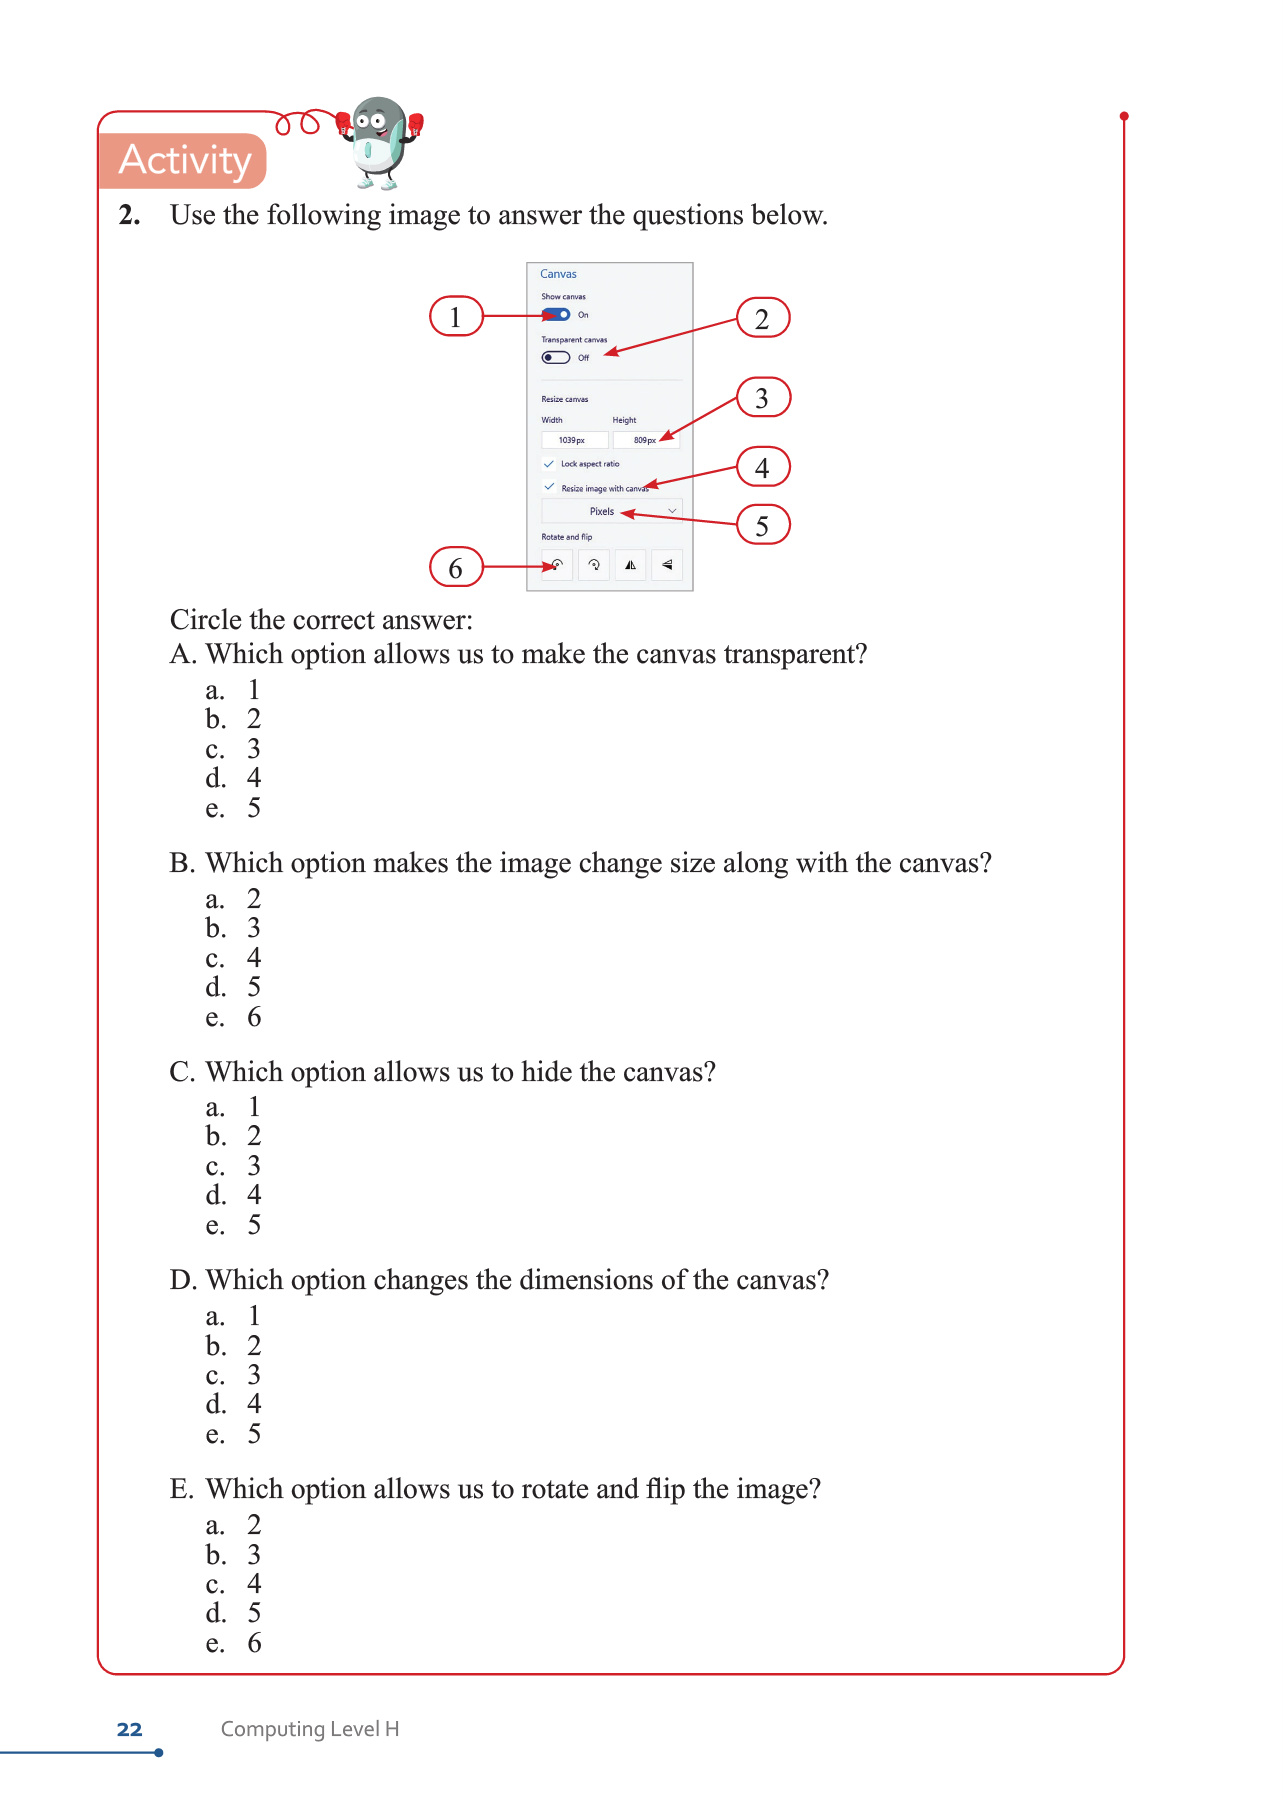 Activity
2. Use the following image to answer the questions below.
Canvas
Show canvas
1
On
2
Transparent canvas
Off
3
Resize canvas
Width Height
1039px 809px
Lock aspect ratio
4
Resize image with canvas
Pixels
5
Rotate and flip
6
Circle the correct answer:
A. Which option allows us to make the canvas transparent?
a. 1
b. 2
c. 3
d. 4
e. 5
B. Which option makes the image change size along with the canvas?
a. 2
b. 3
c. 4
d. 5
e. 6
C. Which option allows us to hide the canvas?
a. 1
b. 2
c. 3
d. 4
e. 5
D. Which option changes the dimensions of the canvas?
a. 1
b. 2
c. 3
d. 4
e. 5
E. Which option allows us to rotate and flip the image?
a. 2
b. 3
c. 4
d. 5
e. 6
22 Computing Level H